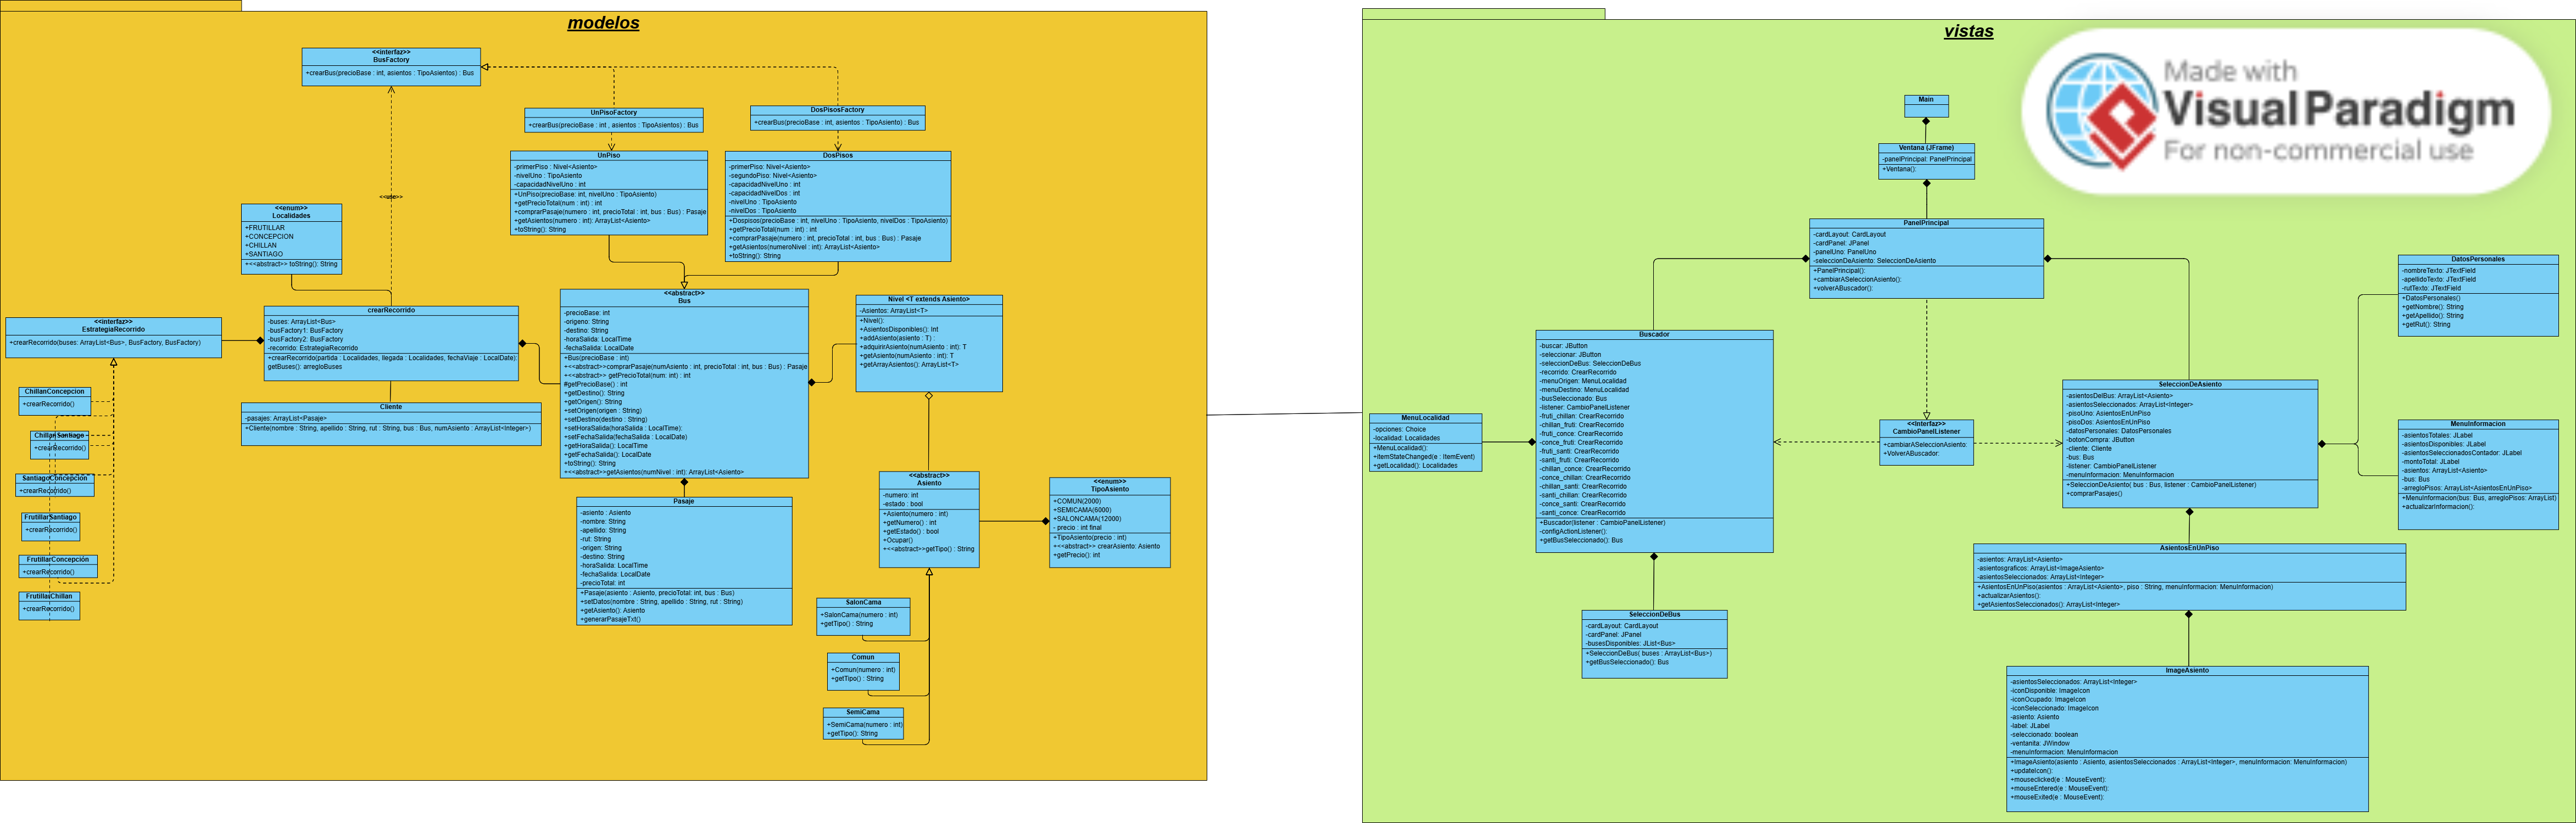 modelos
<<interfaz>>
BusFactory
+crearBus(precioBase : int, asientos : TipoAsientos) : Bus
UnPisoFactory
+crearBus(precioBase : int , asientos : TipoAsientos) : Bus
DosPisosFactory
+crearBus(precioBase : int, asientos : TipoAsiento) : Bus
UnPiso
-primerPiso : Nivel<Asiento>
-nivelUno : TipoAsiento
-capacidadNivelUno : int
+UnPiso(precioBase: int, nivelUno : TipoAsiento)
+getPrecioTotal(num : int) : int
+comprarPasaje(numero : int, precioTotal : int, bus : Bus) : Pasaje
+getAsientos(numero : int): ArrayList<Asiento>
+toString(): String
DosPisos
-primerPiso: Nivel<Asiento>
-segundoPiso: Nivel<Asiento>
-capacidadNivelUno : int
-capacidadNivelDos : int
-nivelUno : TipoAsiento
-nivelDos : TipoAsiento
+Dospisos(precioBase : int, nivelUno : TipoAsiento, nivelDos : TipoAsiento)
+getPrecioTotal(num : int) : int
+comprarPasaje(numero : int, precioTotal : int, bus : Bus) : Pasaje
+getAsientos(numeroNivel : int): ArrayList<Asiento>
+toString(): String
<<use>>
<<enum>>
Localidades
+FRUTILLAR
+CONCEPCION
+CHILLAN
+SANTIAGO
+<<abstract>> toString(): String
<<interfaz>>
EstrategiaRecorrido
+crearRecorrido(buses: ArrayList<Bus>, BusFactory, BusFactory)
crearRecorrido
-buses: ArrayList<Bus>
-busFactory1: BusFactory
-busFactory2: BusFactory
-recorrido: EstrategiaRecorrido
+crearRecorrido(partida : Localidades, llegada : Localidades, fechaViaje : LocalDate):
getBuses(): arregloBuses
Cliente
-pasajes: ArrayList<Pasaje>
+Cliente(nombre : String, apellido : String, rut : String, bus : Bus, numAsiento : ArrayList<Integer>)
ChillanConcepcion
+crearRecorrido()
ChillanSantiago
+crearRecorrido()
SantiagoConcepcion
+crearRecorrido()
FrutillarSantiago
+crearRecorrido()
FrutillarConcepción
+crearRecorrido()
FrutillarChillan
+crearRecorrido()
<<abstract>>
Bus
-precioBase: int
-origeno: String
-destino: String
-horaSalida: LocalTime
-fechaSalida: LocalDate
+Bus(precioBase : int)
+<<abstract>>comprarPasaje(numAsiento : int, precioTotal : int, bus : Bus) : Pasaje
+<<abstract>> getPrecioTotal(num: int) : int
#getPrecioBase() : int
+getDestino(): String
+getOrigen(): String
+setOrigen(origen : String)
+setDestino(destino : String)
+setHoraSalida(horaSalida : LocalTime):
+setFechaSalida(fechaSalida : LocalDate)
+getHoraSalida(): LocalTime
+getFechaSalida(): LocalDate
+toString(): String
+<<abstract>>getAsientos(numNivel : int): ArrayList<Asiento>
Pasaje
-asiento : Asiento
-nombre: String
-apellido: String
-rut: String
-origen: String
-destino: String
-horaSalida: LocalTime
-fechaSalida: LocalDate
-precioTotal: int
+Pasaje(asiento : Asiento, precioTotal: int, bus : Bus)
+setDatos(nombre : String, apellido : String, rut : String)
+getAsiento(): Asiento
+generarPasajeTxt()
Nivel <T extends Asiento>
-Asientos: ArrayList<T>
+Nivel():
+AsientosDisponibles(): Int
+addAsiento(asiento : T) :
+adquirirAsiento(numAsiento : int): T
+getAsiento(numAsiento : int): T
+getArrayAsientos(): ArrayList<T>
<<abstract>>
Asiento
-numero: int
-estado : bool
+Asiento(numero : int)
+getNumero() : int
+getEstado() : bool
+Ocupar()
+<<abstract>>getTipo() : String
<<enum>>
TipoAsiento
+COMUN(2000)
+SEMICAMA(6000)
+SALONCAMA(12000)
- precio : int final
+TipoAsiento(precio : int)
+<<abstract>> crearAsiento: Asiento
+getPrecio(): int
SalonCama
+SalonCama(numero : int)
+getTipo() : String
Comun
+Comun(numero : int)
+getTipo() : String
SemiCama
+SemiCama(numero : int)
+getTipo(): String
vistas
Made with
Visual Paradigm
For non-commercial use
Main
Ventana (JFrame)
-panelPrincipal: PanelPrincipal
+Ventana():
PanelPrincipal
-cardLayout: CardLayout
-cardPanel: JPanel
-panelUno: PanelUno
-seleccionDeAsiento: SeleccionDeAsiento
+PanelPrincipal():
+cambiarASeleccionAsiento():
+volverABuscador():
MenuLocalidad
-opciones: Choice
-localidad: Localidades
+MenuLocalidad():
+itemStateChanged(e : ItemEvent)
+getLocalidad(): Localidades
Buscador
-buscar: JButton
-seleccionar: JButton
-seleccionDeBus: SeleccionDeBus
-recorrido: CrearRecorrido
-menuOrigen: MenuLocalidad
-menuDestino: MenuLocalidad
-busSeleccionado: Bus
-listener: CambioPanelListener
-fruti_chillan: CrearRecorrido
-chillan_fruti: CrearRecorrido
-fruti_conce: CrearRecorrido
-conce_fruti: CrearRecorrido
-fruti_santi: CrearRecorrido
-santi_fruti: CrearRecorrido
-chillan_conce: CrearRecorrido
-conce_chillan: CrearRecorrido
-chillan_santi: CrearRecorrido
-santi_chillan: CrearRecorrido
-conce_santi: CrearRecorrido
-santi_conce: CrearRecorrido
+Buscador(listener : CambioPanelListener)
-configActionListener():
+getBusSeleccionado(): Bus
SeleccionDeBus
-cardLayout: CardLayout
-cardPanel: JPanel
-busesDisponibles: JList<Bus>
+SeleccionDeBus( buses : ArrayList<Bus>)
+getBusSeleccionado(): Bus
<<Interfaz>>
CambioPanelListener
+cambiarASeleccionAsiento:
+VolverABuscador:
SeleccionDeAsiento
-asientosDelBus: ArrayList<Asiento>
-asientosSeleccionados: ArrayList<Integer>
-pisoUno: AsientosEnUnPiso
-pisoDos: AsientosEnUnPiso
-datosPersonales: DatosPersonales
-botonCompra: JButton
-cliente: Cliente
-bus: Bus
-listener: CambioPanelListener
-menuInformacion: MenuInformacion
+SeleccionDeAsiento( bus : Bus, listener : CambioPanelListener)
+comprarPasajes()
DatosPersonales
-nombreTexto: JTextField
-apellidoTexto: JTextField
-rutTexto: JTextField
+DatosPersonales()
+getNombre(): String
+getApellido(): String
+getRut(): String
MenuInformacion
-asientosTotales: JLabel
-asientosDisponibles: JLabel
-asientosSeleccionadosContador: JLabel
-montoTotal: JLabel
-asientos: ArrayList<Asiento>
-bus: Bus
-arregloPisos: ArrayList<AsientosEnUnPiso>
+MenuInformacion(bus: Bus, arregloPisos: ArrayList)
+actualizarInformacion():
AsientosEnUnPiso
-asientos: ArrayList<Asiento>
-asientosgraficos: ArrayList<ImageAsiento>
-asientosSeleccionados: ArrayList<Integer>
+AsientosEnUnPiso(asientos : ArrayList<Asiento>, piso : String, menuInformacion: MenuInformacion)
+actualizarAsientos():
+getAsientosSeleccionados(): ArrayList<Integer>
ImageAsiento
-asientosSeleccionados: ArrayList<Integer>
-iconDisponible: ImageIcon
-iconOcupado: ImageIcon
-iconSeleccionado: ImageIcon
-asiento: Asiento
-label: JLabel
-seleccionado: boolean
-ventanita: JWindow
-menuInformacion: MenuInformacion
+ImageAsiento(asiento : Asiento, asientosSeleccionados : ArrayList<Integer>, menuInformacion: MenuInformacion)
+updateIcon():
+mouseclicked(e : MouseEvent):
+mouseEntered(e : MouseEvent):
+mouseExited(e : MouseEvent):